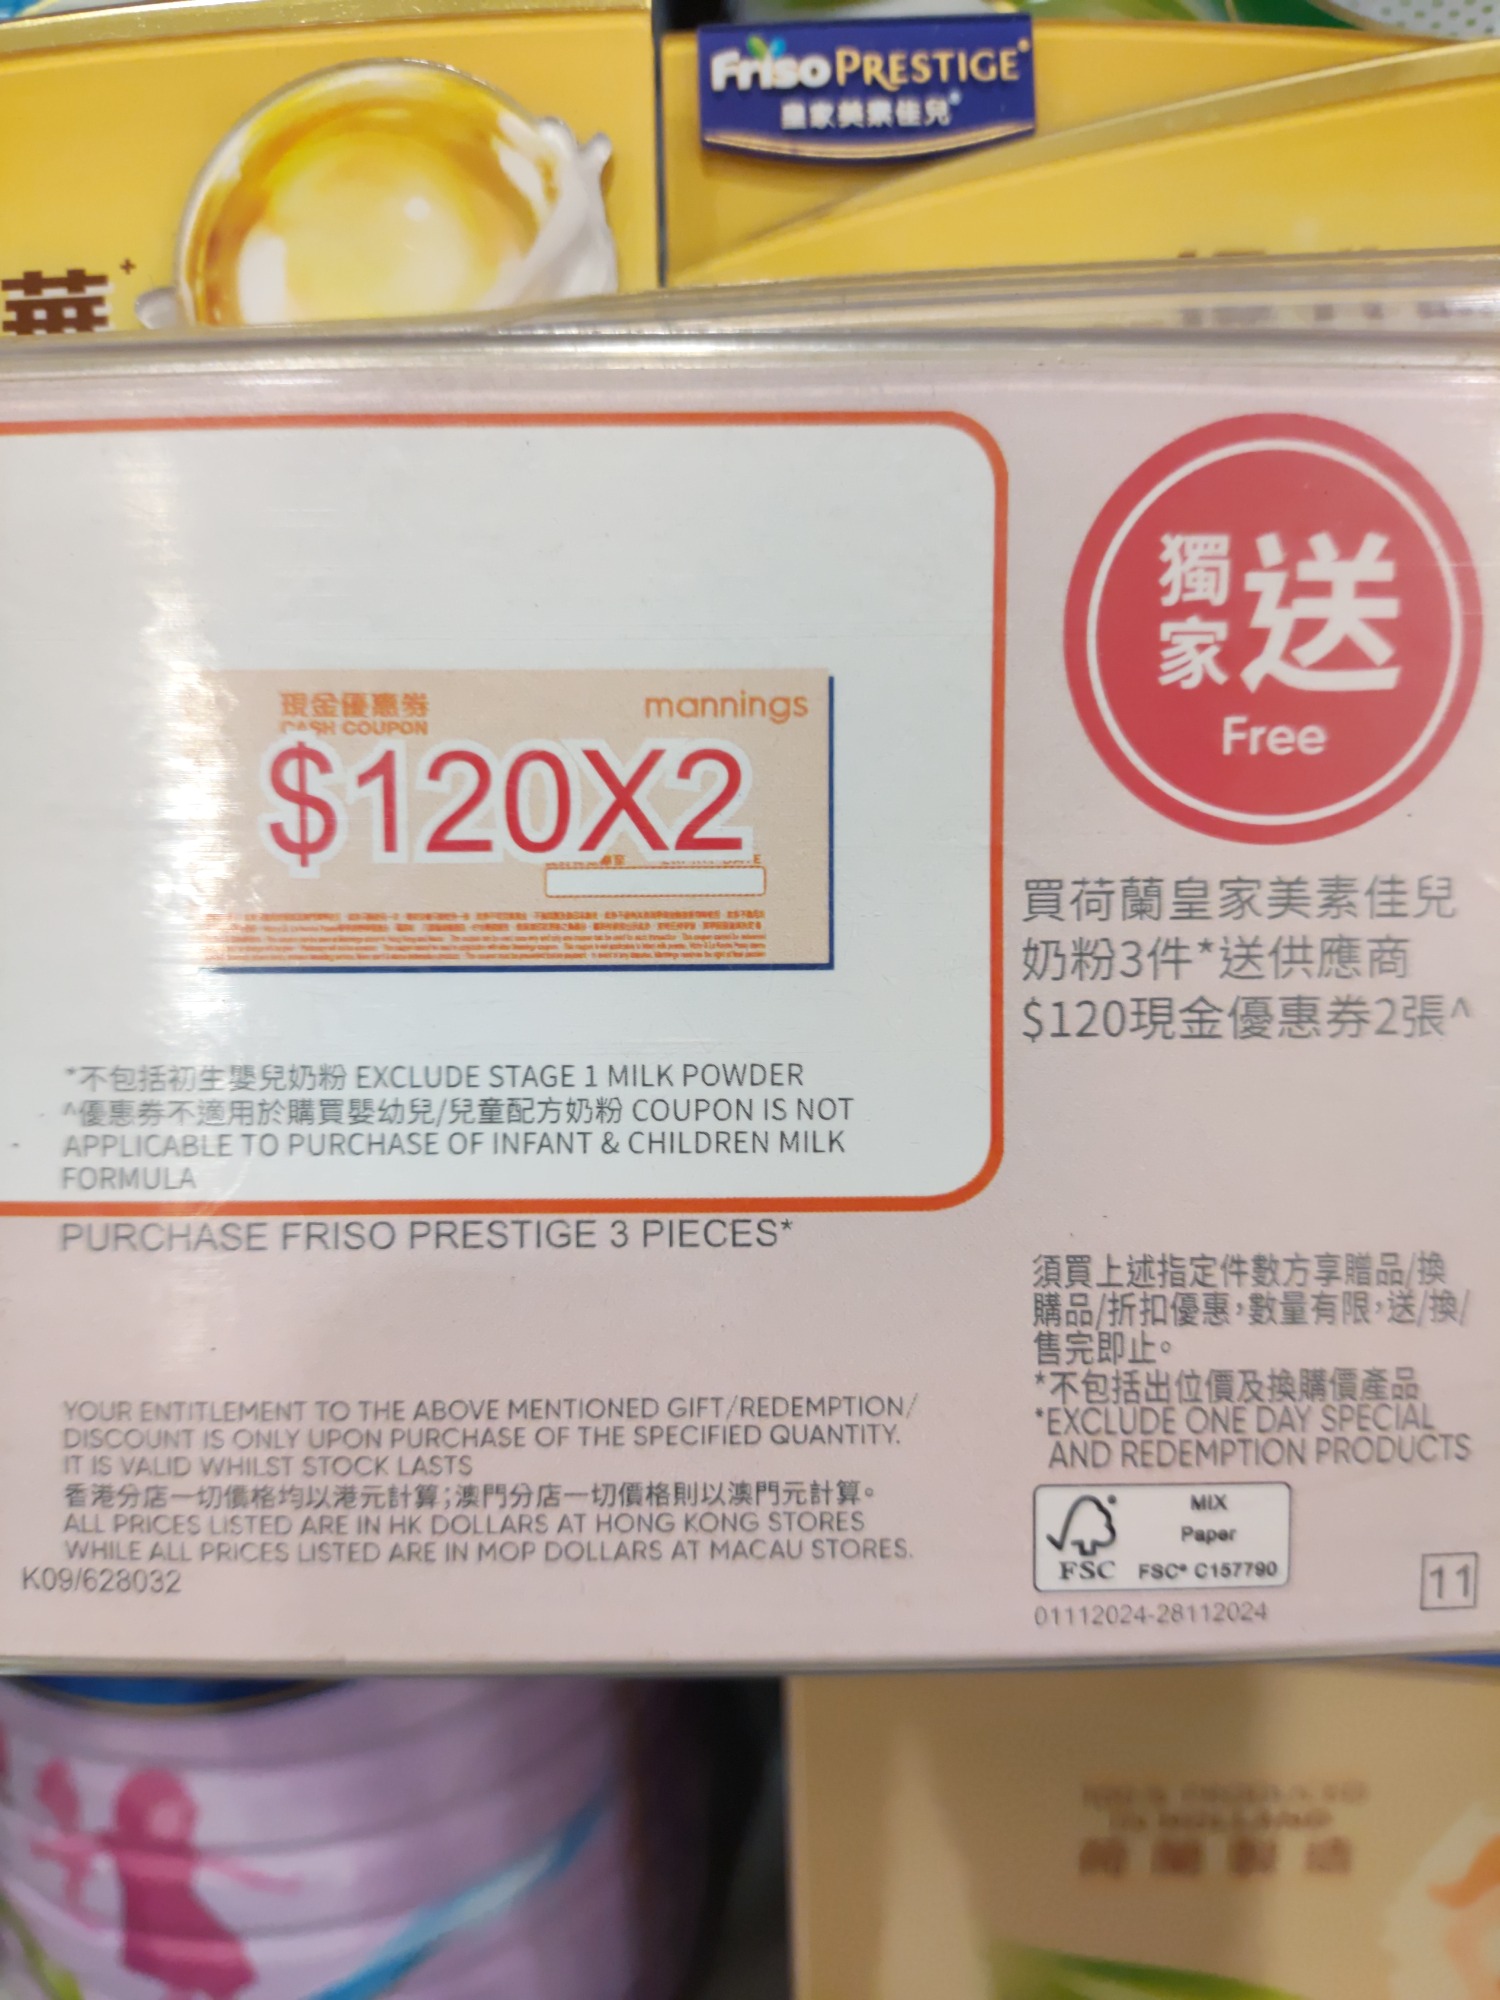 Friso PRESTIGE®
皇家美素佳兒®
華+
獨家送
Free
現金優惠券
mannings
CASH COUPON
$120X2
買荷蘭皇家美素佳兒
奶粉3件*送供應商
$120現金優惠券2張^
*不包括初生嬰兒奶粉 EXCLUDE STAGE 1 MILK POWDER
^優惠券不適用於購買嬰幼兒/兒童配方奶粉 COUPON IS NOT
APPLICABLE TO PURCHASE OF INFANT & CHILDREN MILK
FORMULA
PURCHASE FRISO PRESTIGE 3 PIECES*
須買上述指定件數方享贈品/換
購品/折扣優惠，數量有限，送/換/
售完即止。
*不包括出位價及換購價產品
*EXCLUDE ONE DAY SPECIAL
AND REDEMPTION PRODUCTS
YOUR ENTITLEMENT TO THE ABOVE MENTIONED GIFT/REDEMPTION/
DISCOUNT IS ONLY UPON PURCHASE OF THE SPECIFIED QUANTITY.
IT IS VALID WHILST STOCK LASTS
香港分店一切價格均以港元計算；澳門分店一切價格則以澳門元計算。
ALL PRICES LISTED ARE IN HK DOLLARS AT HONG KONG STORES
WHILE ALL PRICES LISTED ARE IN MOP DOLLARS AT MACAU STORES.
K09/628032
MIX
Paper
FSC
FSC® C157790
01112024-28112024
11
荷蘭製造